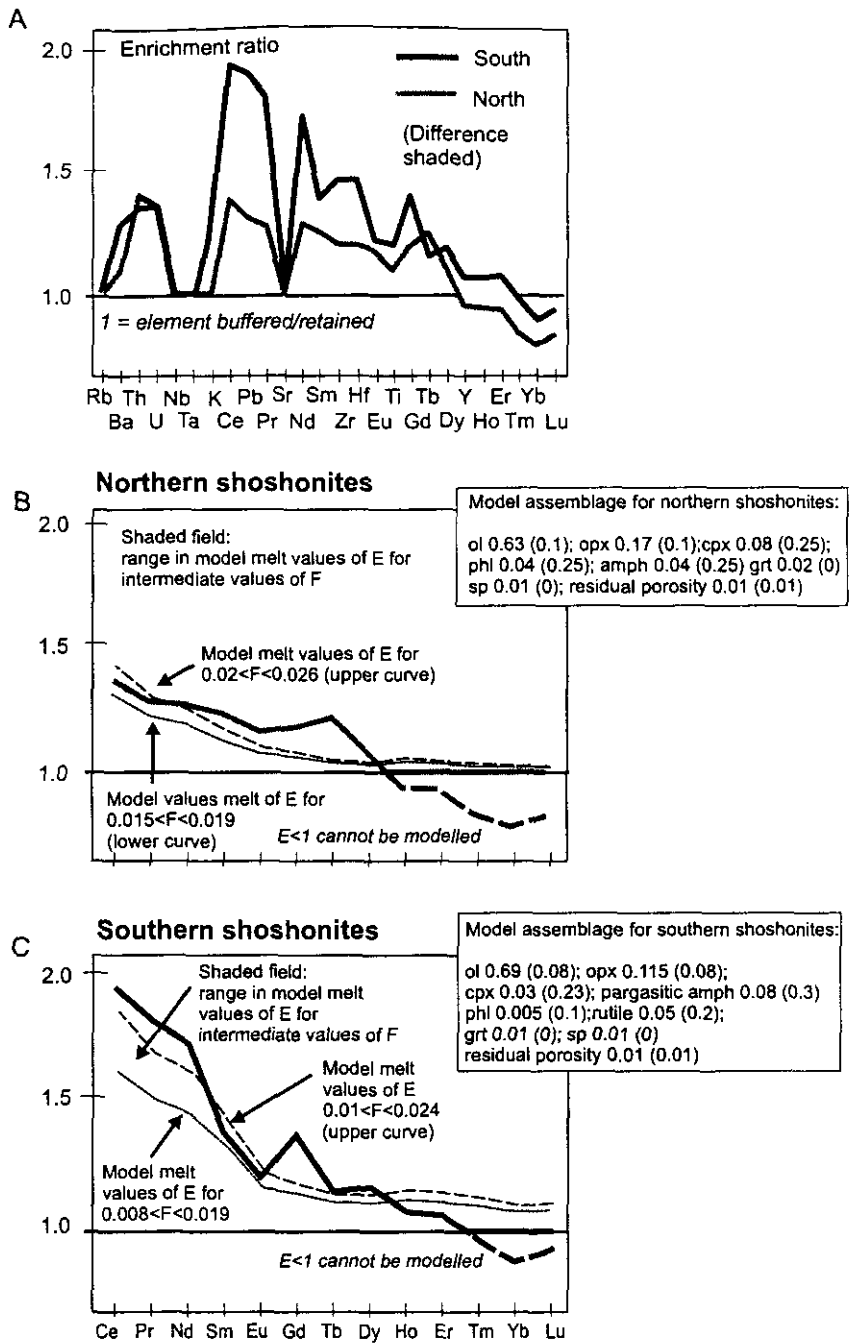 A
2.0
Enrichment ratio
South
North
(Difference
shaded)
1.5
1.0
1 = element buffered/retained
Rb Th Nb K Pb Sr Sm Hf Ti Tb Y Er Yb
Ba U Ta Ce Pr Nd Zr Eu Gd Dy Ho Tm Lu
B
Northern shoshonites
2.0
Shaded field:
range in model melt values of E for
intermediate values of F
Model assemblage for northern shoshonites:
ol 0.63 (0.1); opx 0.17 (0.1);cpx 0.08 (0.25);
phl 0.04 (0.25); amph 0.04 (0.25) grt 0.02 (0)
sp 0.01 (0); residual porosity 0.01 (0.01)
1.5
Model melt values of E for
0.02<F<0.026 (upper curve)
1.0
Model values melt of E for
0.015<F<0.019
(lower curve)
E<1 cannot be modelled
C
Southern shoshonites
2.0
Shaded field:
range in model melt
values of E for
intermediate values of F
Model assemblage for southern shoshonites:
ol 0.69 (0.08); opx 0.115 (0.08);
cpx 0.03 (0.23); pargasitic amph 0.08 (0.3)
phl 0.005 (0.1);rutile 0.05 (0.2);
grt 0.01 (0); sp 0.01 (0)
residual porosity 0.01 (0.01)
1.5
Model melt
values of E
0.01<F<0.024
(upper curve)
Model melt
values of E for
0.008<F<0.019
1.0
E<1 cannot be modelled
Ce Pr Nd Sm Eu Gd Tb Dy Ho Er Tm Yb Lu